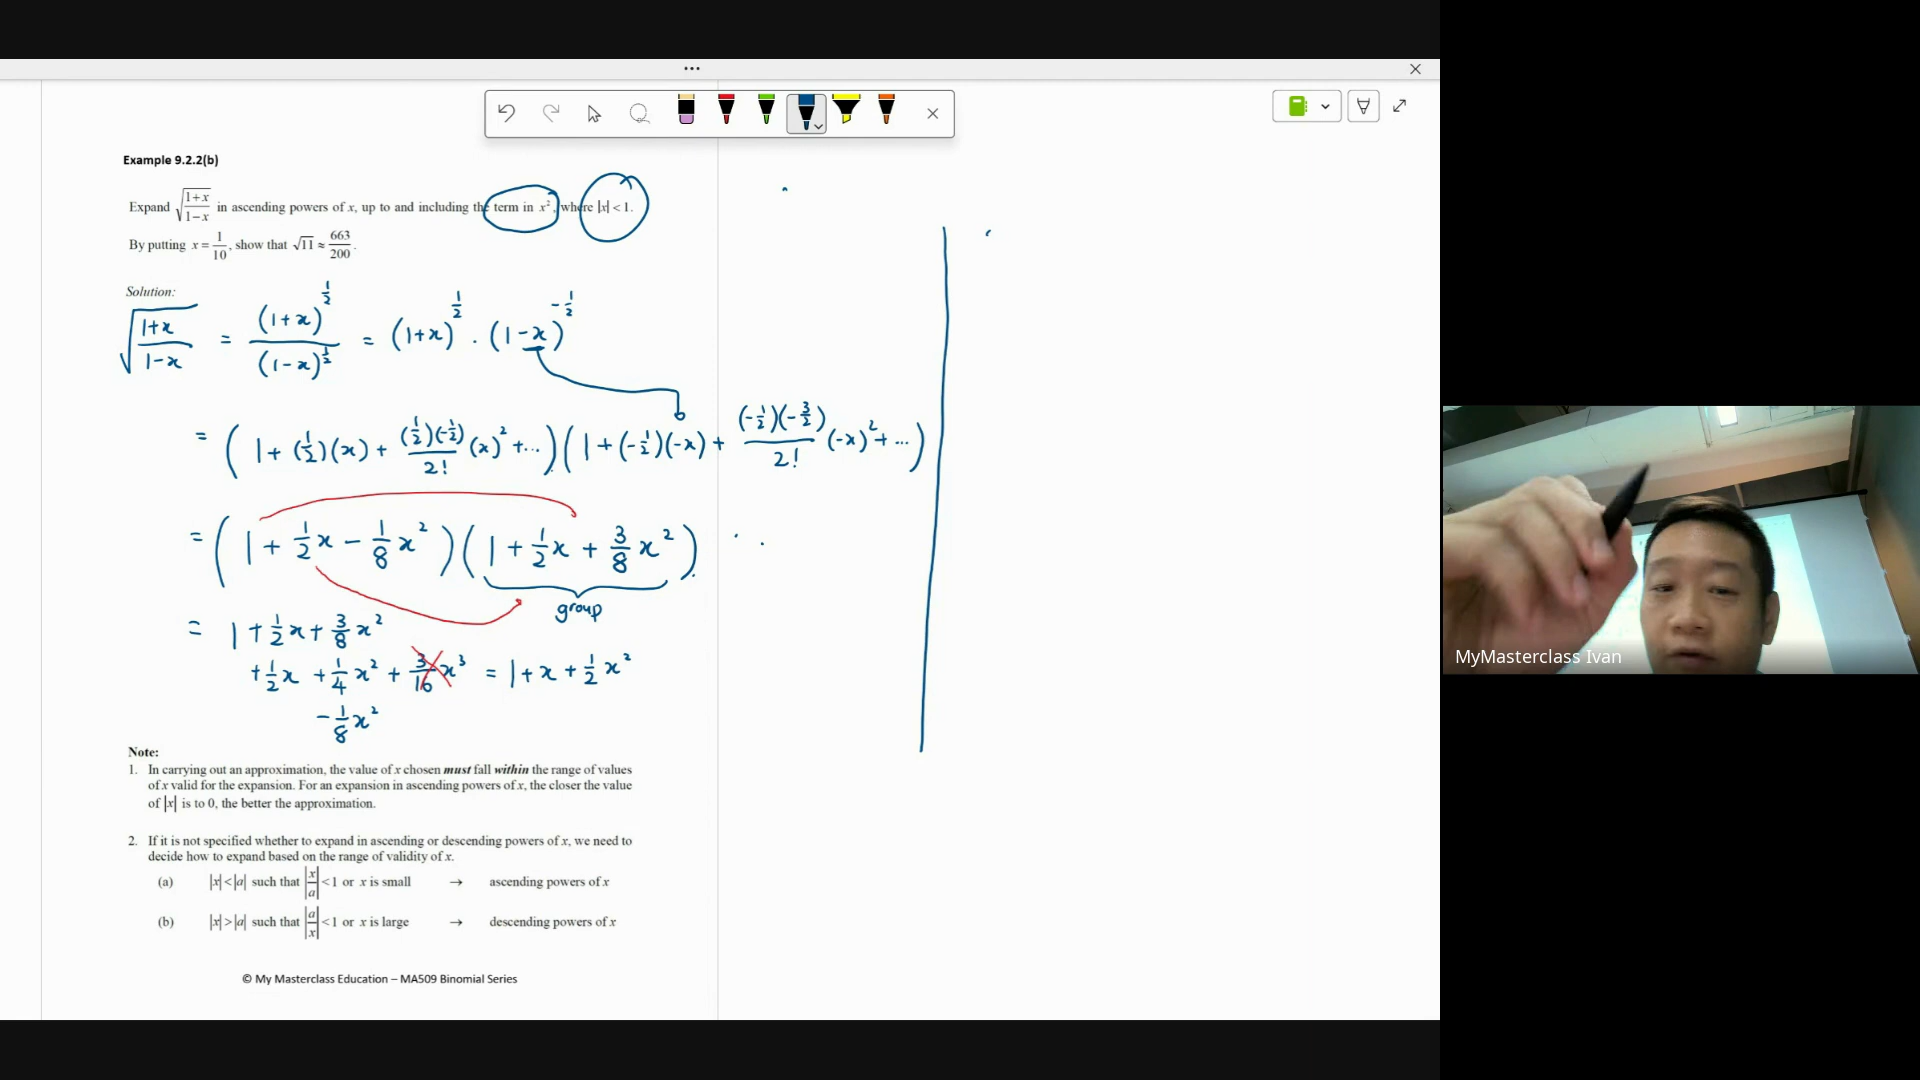 Example 9.2.2(b)
Expand √((1+x)/(1−x)) in ascending powers of x, up to and including the term in x², where |x| < 1.
By putting x = 1/10, show that √11 ≈ 663/200.
Solution:
√((1+x)/(1−x)) = (1+x)^(1/2) / (1−x)^(1/2) = (1+x)^(1/2) · (1−x)^(−1/2)
= (1 + (1/2)(x) + (1/2)(−1/2)/2! (x)² + ...)(1 + (−1/2)(−x) + (−1/2)(−3/2)/2! (−x)² + ...)
= (1 + 1/2 x − 1/8 x²)(1 + 1/2 x + 3/8 x²)
group
= 1 + 1/2 x + 3/8 x²
+ 1/2 x + 1/4 x² + 3/16 x³ = 1 + x + 1/2 x²
− 1/8 x²
Note:
1. In carrying out an approximation, the value of x chosen must fall within the range of values
of x valid for the expansion. For an expansion in ascending powers of x, the closer the value
of |x| is to 0, the better the approximation.
2. If it is not specified whether to expand in ascending or descending powers of x, we need to
decide how to expand based on the range of validity of x.
(a) |x| < |a| such that |x/a| < 1 or x is small → ascending powers of x
(b) |x| > |a| such that |a/x| < 1 or x is large → descending powers of x
© My Masterclass Education – MA509 Binomial Series
MyMasterclass Ivan